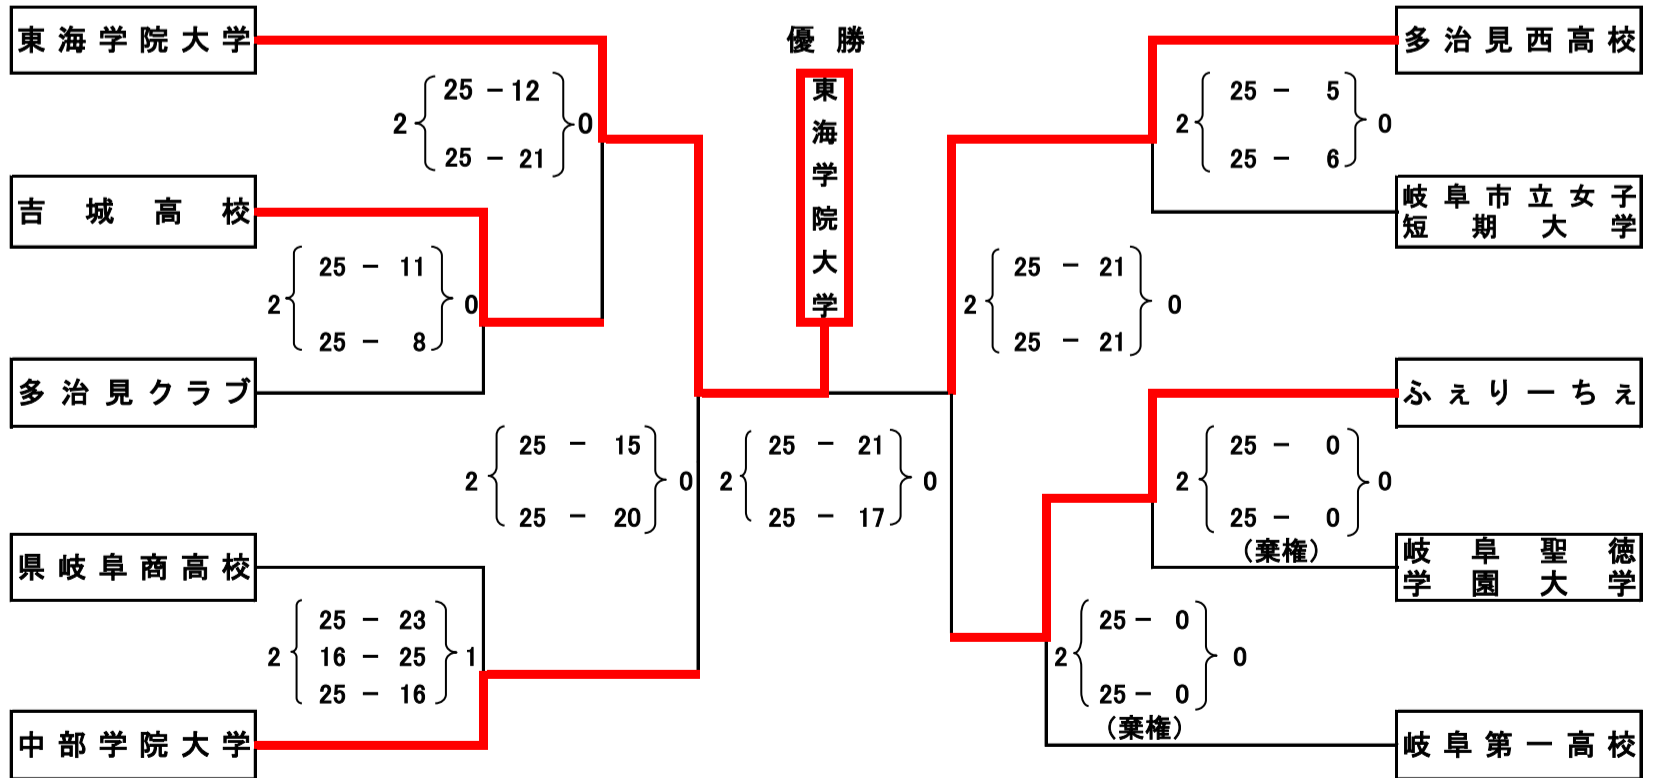 東海学院大学
優勝
多治見西高校
東海学院大学
2 25 － 12 0
25 － 21
2 25 － 5 0
25 － 6
吉城高校
岐阜市立女子
短期大学
2 25 － 11 0
25 － 8
2 25 － 21 0
25 － 21
多治見クラブ
ふぇりーちぇ
2 25 － 15 0
25 － 20
2 25 － 21 0
25 － 17
2 25 － 0 0
25 － 0
（棄権）
県岐阜商高校
岐阜聖徳
学園大学
2 25 － 23 1
16 － 25
25 － 16
2 25 － 0 0
25 － 0
（棄権）
中部学院大学
岐阜第一高校